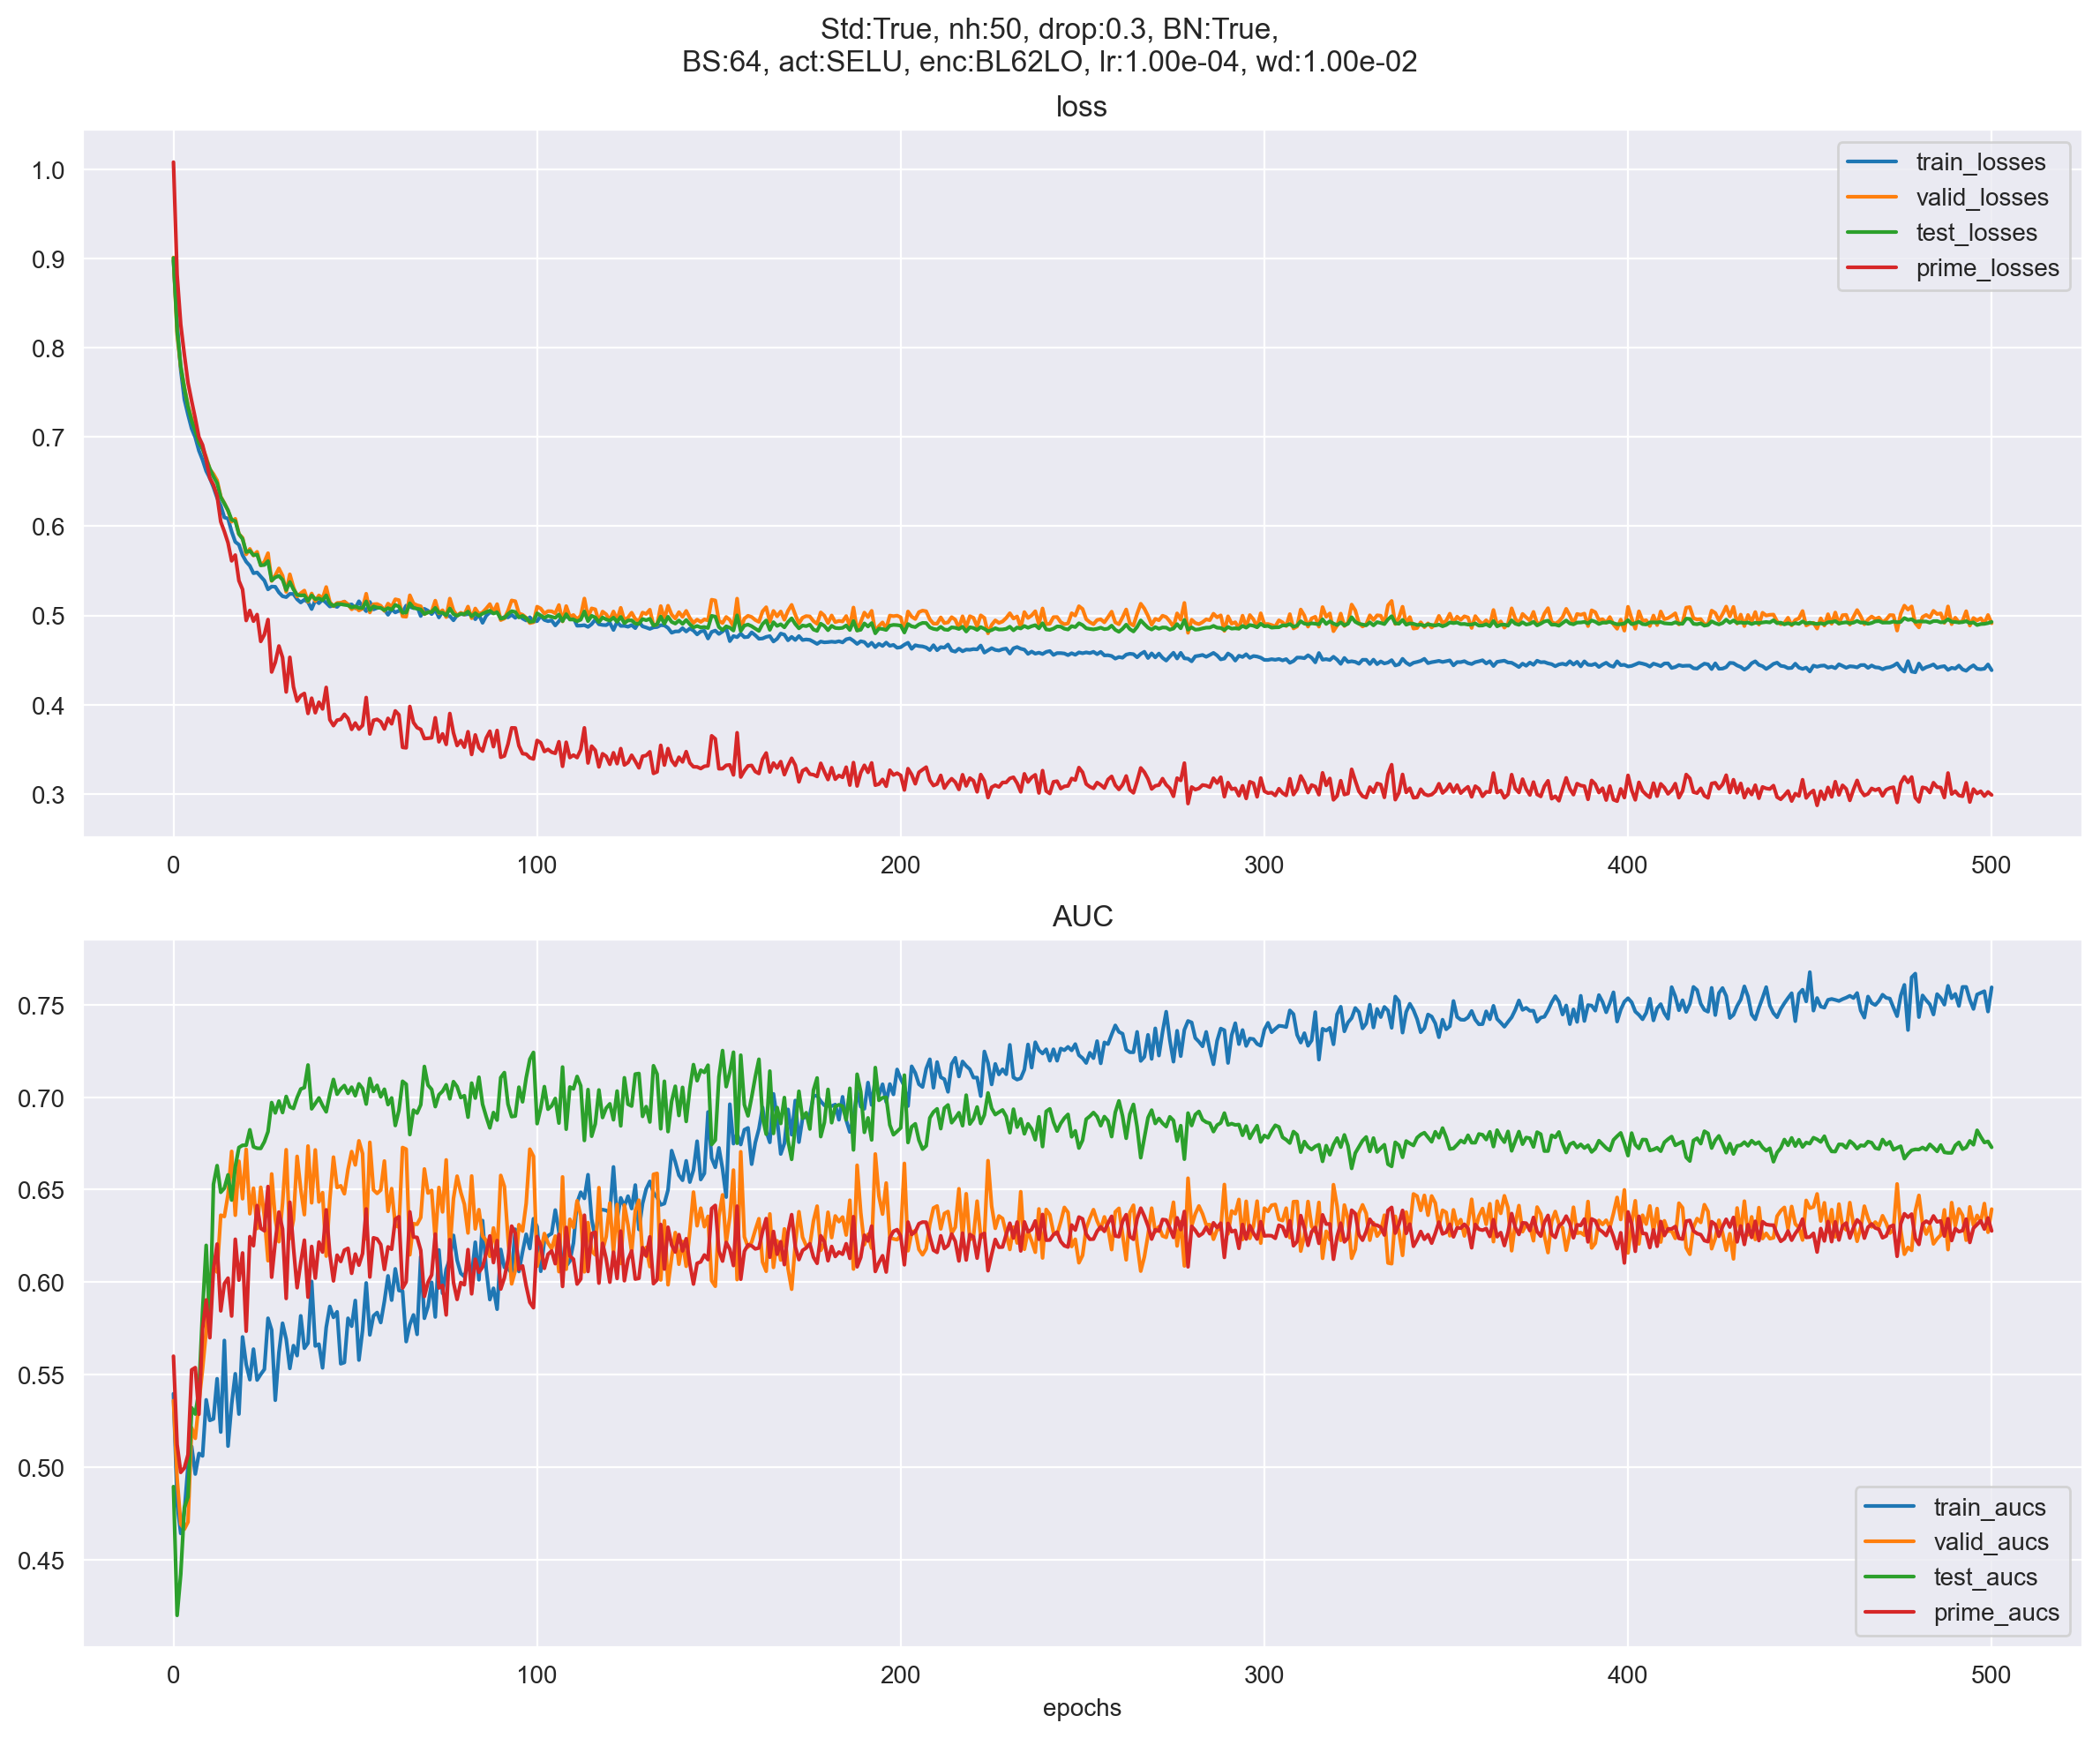 Std:True, nh:50, drop:0.3, BN:True,
BS:64, act:SELU, enc:BL62LO, lr:1.00e-04, wd:1.00e-02
loss
1.0
0.9
0.8
0.7
0.6
0.5
0.4
0.3
train_losses
valid_losses
test_losses
prime_losses
0 100 200 300 400 500
AUC
0.75
0.70
0.65
0.60
0.55
0.50
0.45
train_aucs
valid_aucs
test_aucs
prime_aucs
0 100 200 300 400 500
epochs